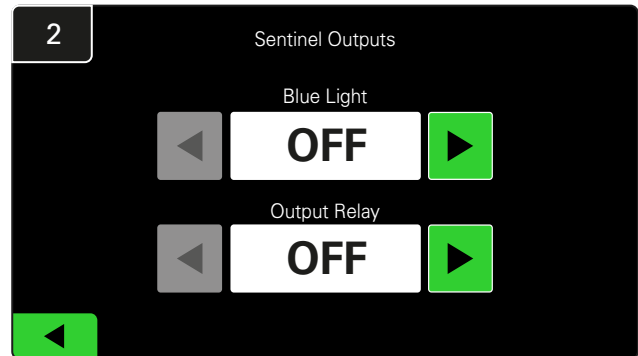 2
Sentinel Outputs
Blue Light
OFF
Output Relay
OFF